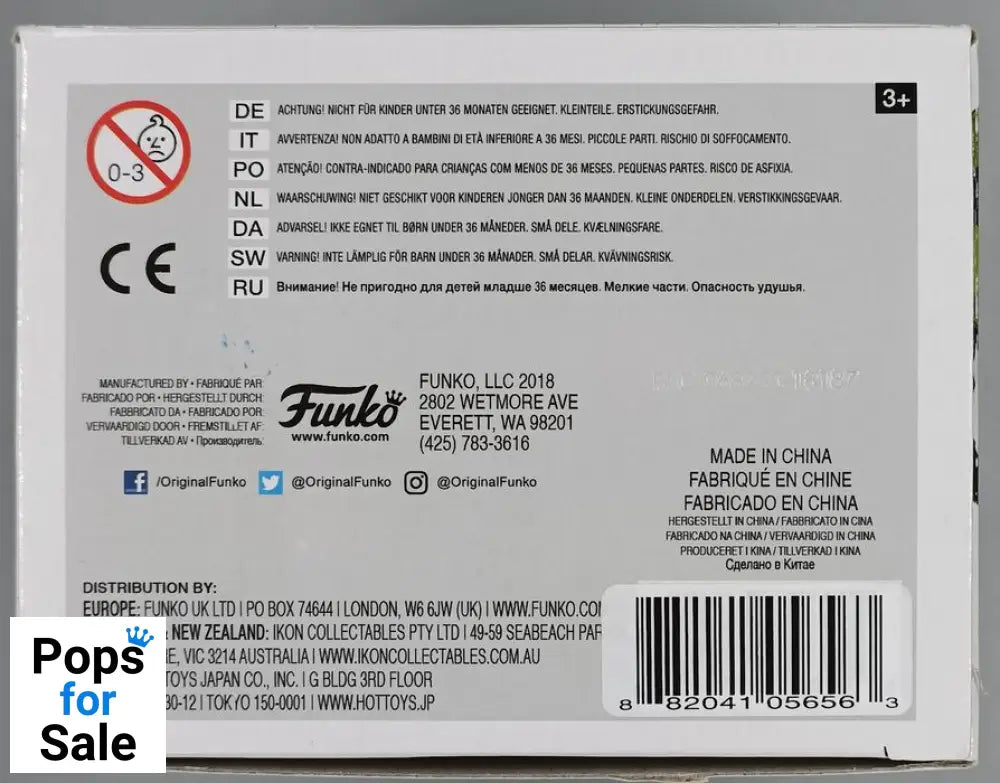 3+
0-3
DE ACHTUNG! NICHT FÜR KINDER UNTER 36 MONATEN GEEIGNET. KLEINTEILE. ERSTICKUNGSGEFAHR.
IT AVVERTENZA! NON ADATTO A BAMBINI DI ETÀ INFERIORE A 36 MESI. PICCOLE PARTI. RISCHIO DI SOFFOCAMENTO.
PO ATENÇÃO! CONTRA-INDICADO PARA CRIANÇAS COM MENOS DE 36 MESES. PEQUENAS PARTES. RISCO DE ASFIXIA.
NL WAARSCHUWING! NIET GESCHIKT VOOR KINDEREN JONGER DAN 36 MAANDEN. KLEINE ONDERDELEN. VERSTIKKINGSGEVAAR.
DA ADVARSEL! IKKE EGNET TIL BØRN UNDER 36 MÅNEDER. SMÅ DELE. KVÆLNINGSFARE.
SW VARNING! INTE LÄMPLIG FÖR BARN UNDER 36 MÅNADER. SMÅ DELAR. KVÄVNINGSRISK.
RU Внимание! Не пригодно для детей младше 36 месяцев. Мелкие части. Опасность удушья.
CE
MANUFACTURED BY • FABRIQUÉ PAR:
FABRICADO POR • HERGESTELLT DURCH:
FABBRICATO DA • FABRICADO POR:
VERVAARDIGD DOOR • FREMSTILLET AF:
TILLVERKAD AV • Производитель:
Funko
www.funko.com
FUNKO, LLC 2018
2802 WETMORE AVE
EVERETT, WA 98201
(425) 783-3616
/OriginalFunko @OriginalFunko @OriginalFunko
MADE IN CHINA
FABRIQUÉ EN CHINE
FABRICADO EN CHINA
HERGESTELLT IN CHINA / FABBRICATO IN CINA
FABRICADO NA CHINA / VERVAARDIGD IN CHINA
PRODUCERET I KINA / TILLVERKAD I KINA
Сделано в Китае
DISTRIBUTION BY:
EUROPE: FUNKO UK LTD | PO BOX 74644 | LONDON, W6 6JW (UK) | WWW.FUNKO.CO
NEW ZEALAND: IKON COLLECTABLES PTY LTD | 49-59 SEABEACH PAR
E, VIC 3214 AUSTRALIA | WWW.IKONCOLLECTABLES.COM.AU
TOYS JAPAN CO., INC. | G BLDG 3RD FLOOR
30-12 | TOKYO 150-0001 | WWW.HOTTOYS.JP
8 82041 05656 3
Pops
for
Sale